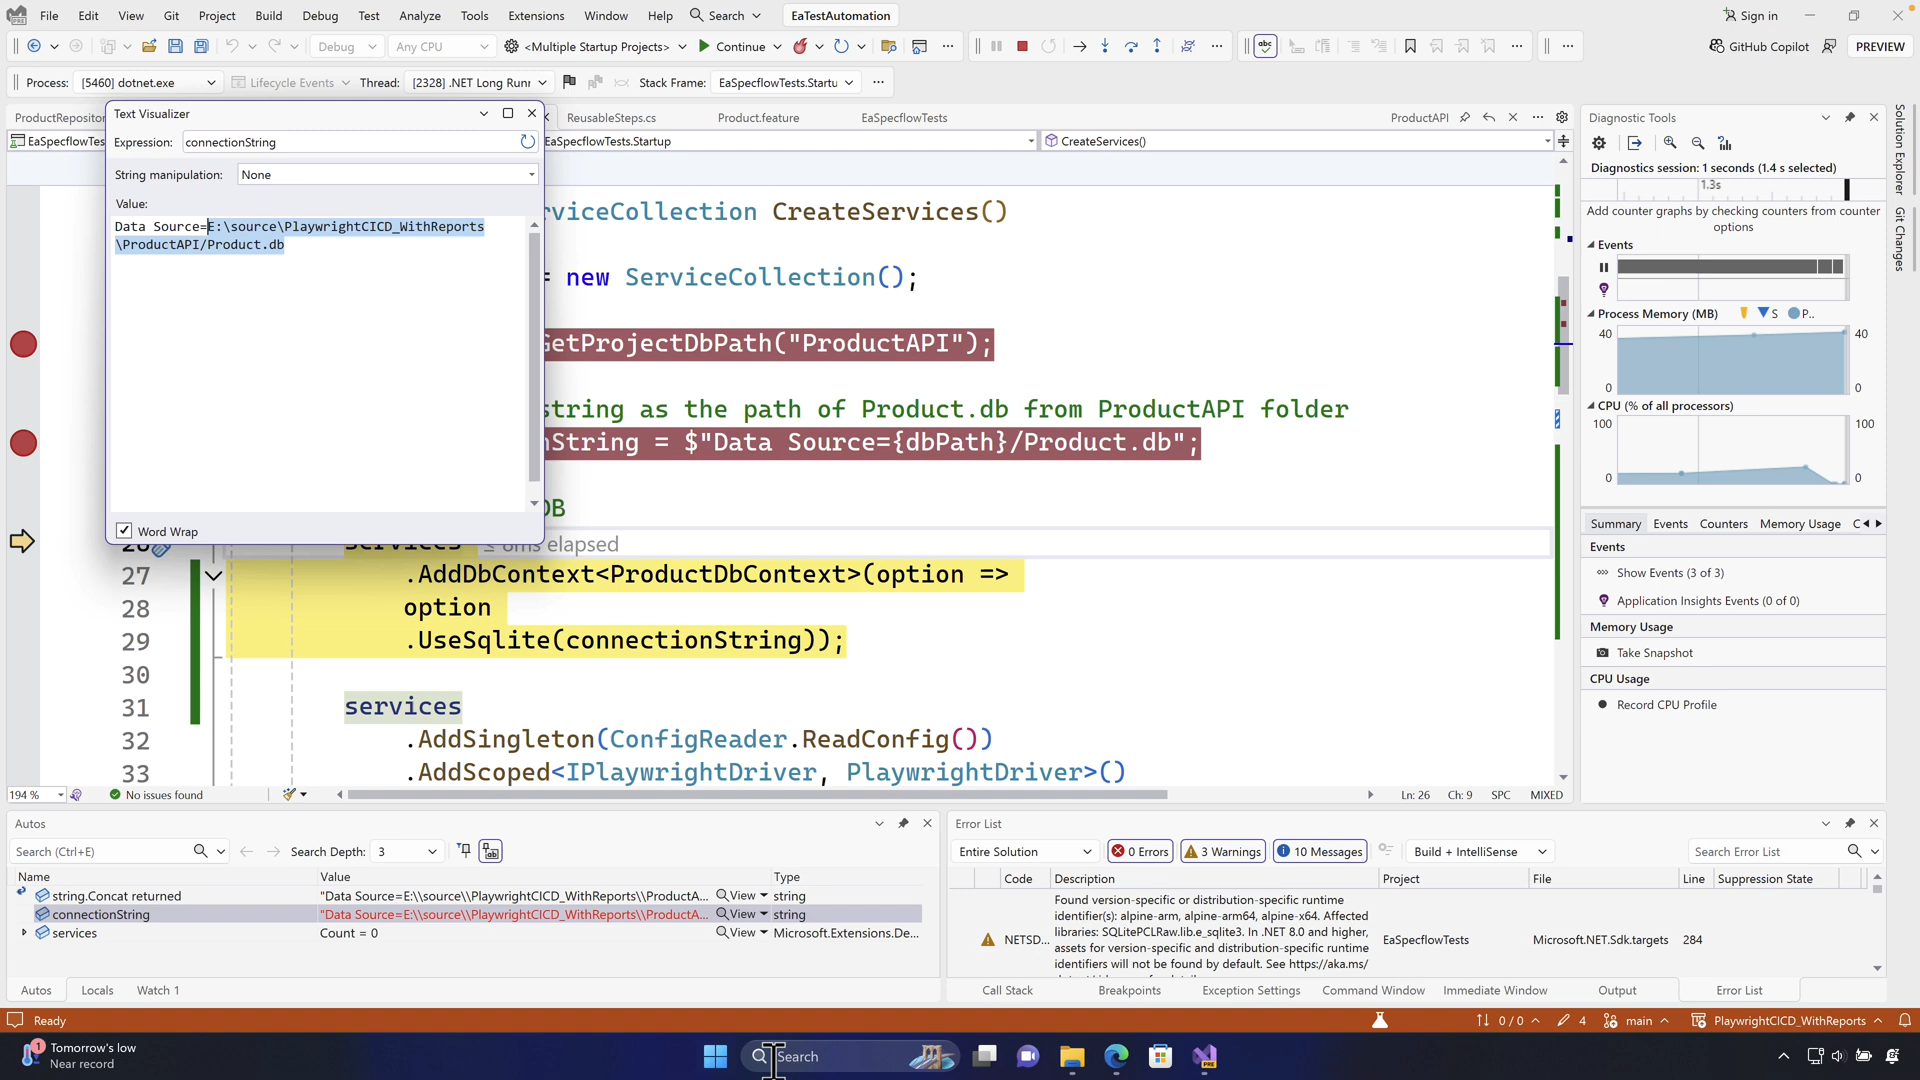 File Edit View Git Project Build Debug Test Analyze Tools Extensions Window Help Search EaTestAutomation Sign in
Debug Any CPU <Multiple Startup Projects> Continue GitHub Copilot PREVIEW
Process: [5460] dotnet.exe Lifecycle Events Thread: [2328] .NET Long Runr Stack Frame: EaSpecflowTests.Startu
ProductRepositor ReusableSteps.cs Product.feature EaSpecflowTests ProductAPI
EaSpecflowTes EaSpecflowTests.Startup CreateServices()
Text Visualizer
Expression: connectionString
String manipulation: None
Value:
Data Source=E:\source\PlaywrightCICD_WithReports
\ProductAPI/Product.db
Word Wrap
rviceCollection CreateServices()
= new ServiceCollection();
GetProjectDbPath("ProductAPI");
string as the path of Product.db from ProductAPI folder
nString = $"Data Source={dbPath}/Product.db";
DB
26 services ≤ 6ms elapsed
27 .AddDbContext<ProductDbContext>(option =>
28 option
29 .UseSqlite(connectionString));
30
31 services
32 .AddSingleton(ConfigReader.ReadConfig())
33 .AddScoped<IPlaywrightDriver, PlaywrightDriver>()
194 % No issues found Ln: 26 Ch: 9 SPC MIXED
Diagnostic Tools
Diagnostics session: 1 seconds (1.4 s selected)
1.3s
Add counter graphs by checking counters from counter
options
Events
Process Memory (MB) S P..
40 40
0 0
CPU (% of all processors)
100 100
0 0
Summary Events Counters Memory Usage C
Events
Show Events (3 of 3)
Application Insights Events (0 of 0)
Memory Usage
Take Snapshot
CPU Usage
Record CPU Profile
Solution Explorer
Git Changes
Autos
Search (Ctrl+E) Search Depth: 3
Name Value Type
string.Concat returned "Data Source=E:\\source\\PlaywrightCICD_WithReports\\ProductA... View string
connectionString "Data Source=E:\\source\\PlaywrightCICD_WithReports\\ProductA... View string
services Count = 0 View Microsoft.Extensions.De...
Autos Locals Watch 1
Error List
Entire Solution 0 Errors 3 Warnings 10 Messages Build + IntelliSense Search Error List
Code Description Project File Line Suppression State
Found version-specific or distribution-specific runtime
identifier(s): alpine-arm, alpine-arm64, alpine-x64. Affected
libraries: SQLitePCLRaw.lib.e_sqlite3. In .NET 8.0 and higher,
NETSD... assets for version-specific and distribution-specific runtime EaSpecflowTests Microsoft.NET.Sdk.targets 284
identifiers will not be found by default. See https://aka.ms/
Call Stack Breakpoints Exception Settings Command Window Immediate Window Output Error List
Ready 0 / 0 4 main PlaywrightCICD_WithReports
1 Tomorrow's low
Near record
Search